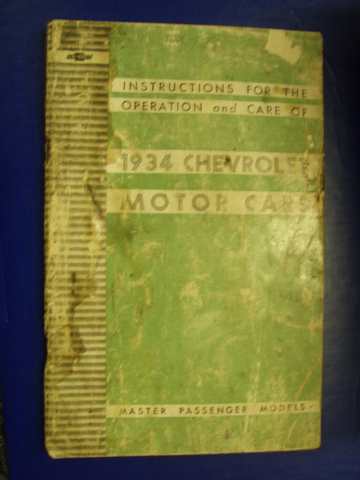 INSTRUCTIONS FOR THE
OPERATION and CARE OF
1934 CHEVROLET
MOTOR CARS
MASTER PASSENGER MODELS